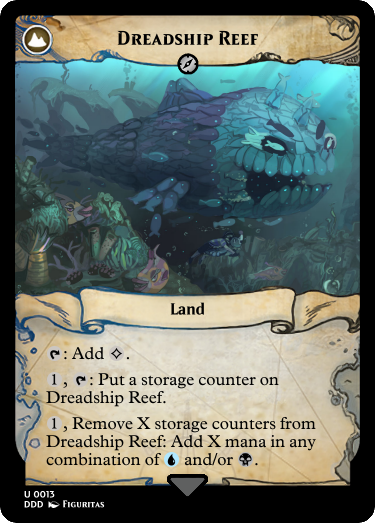 Dreadship Reef
Land
: Add .
1 , : Put a storage counter on
Dreadship Reef.
1 , Remove X storage counters from
Dreadship Reef: Add X mana in any
combination of and/or .
U 0013
DDD Figuritas